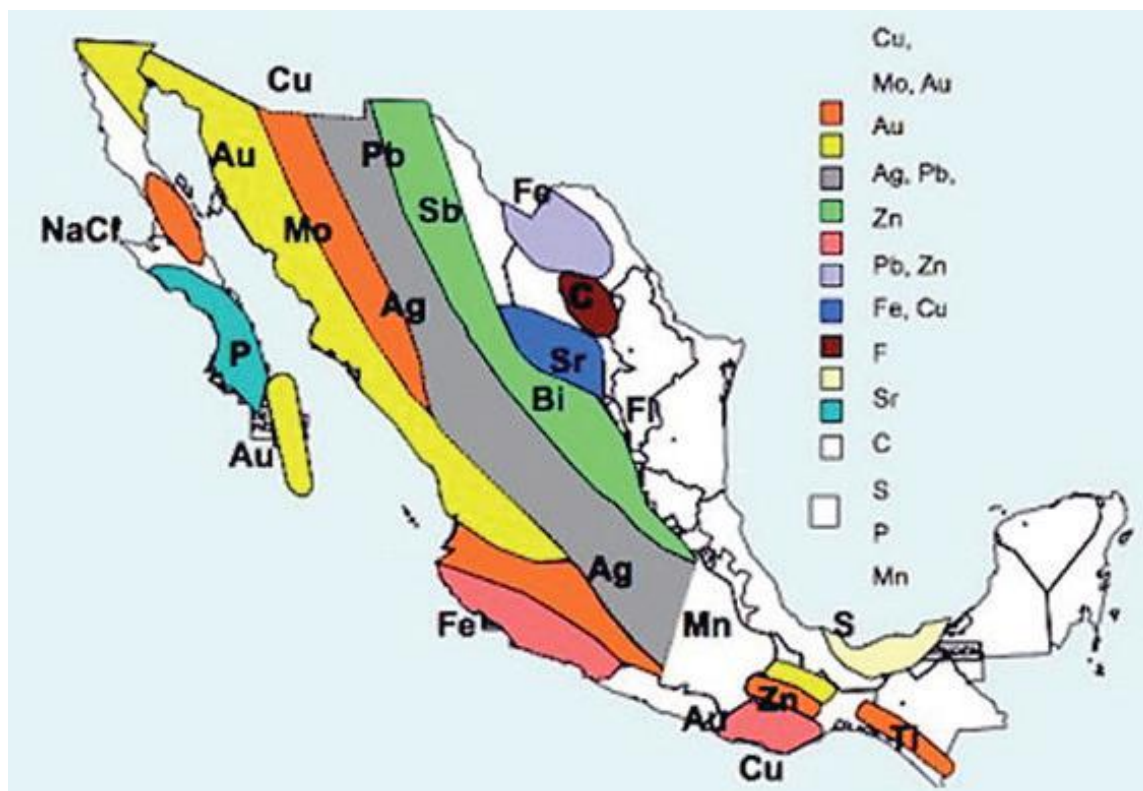 Cu
Au
Pb
Sb
Fe
NaCl
Mo
Ag
C
P
Sr
Bi
Fl
Au
Ag
Fe
Mn
S
Zn
Au
Ti
Cu
Cu,
Mo, Au
Au
Ag, Pb,
Zn
Pb, Zn
Fe, Cu
F
Sr
C
S
P
Mn